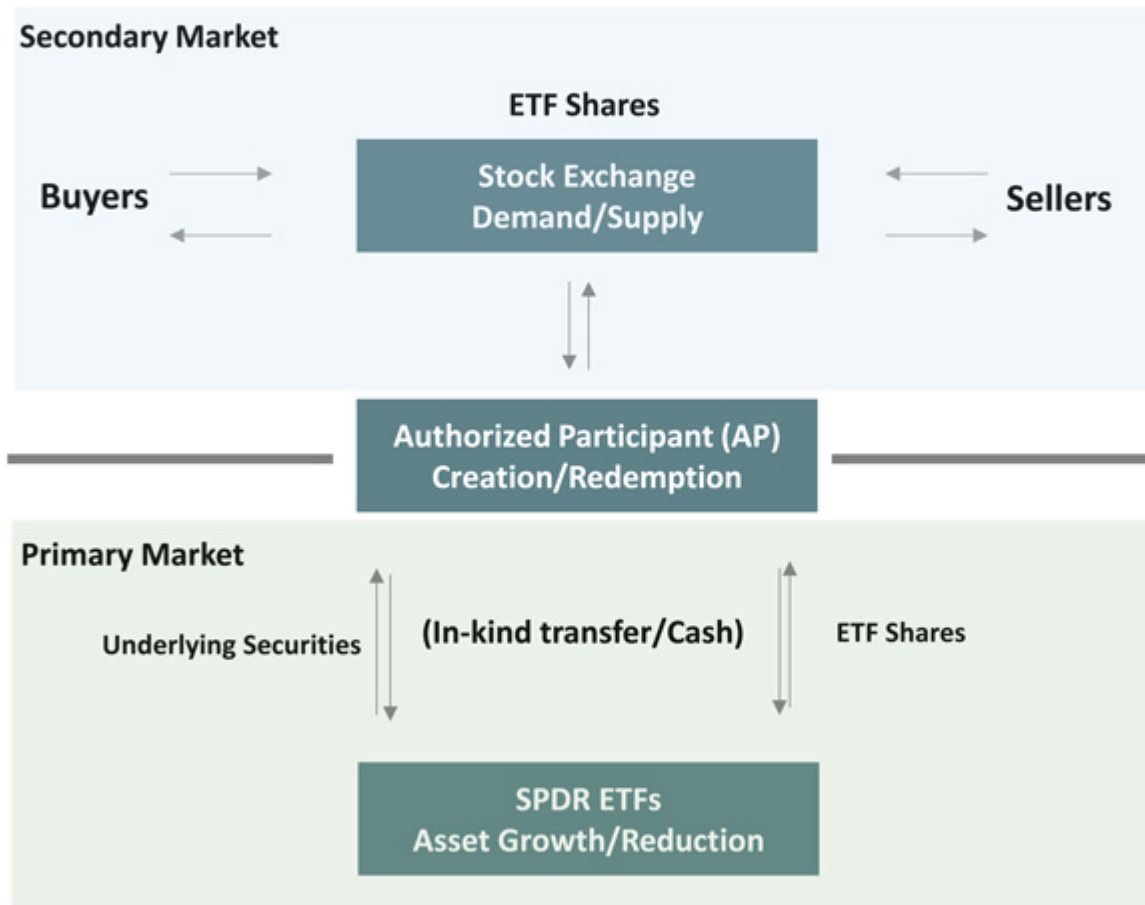 Secondary Market
ETF Shares
Stock Exchange
Demand/Supply
Buyers
Sellers
Authorized Participant (AP)
Creation/Redemption
Primary Market
Underlying Securities
(In-kind transfer/Cash)
ETF Shares
SPDR ETFs
Asset Growth/Reduction